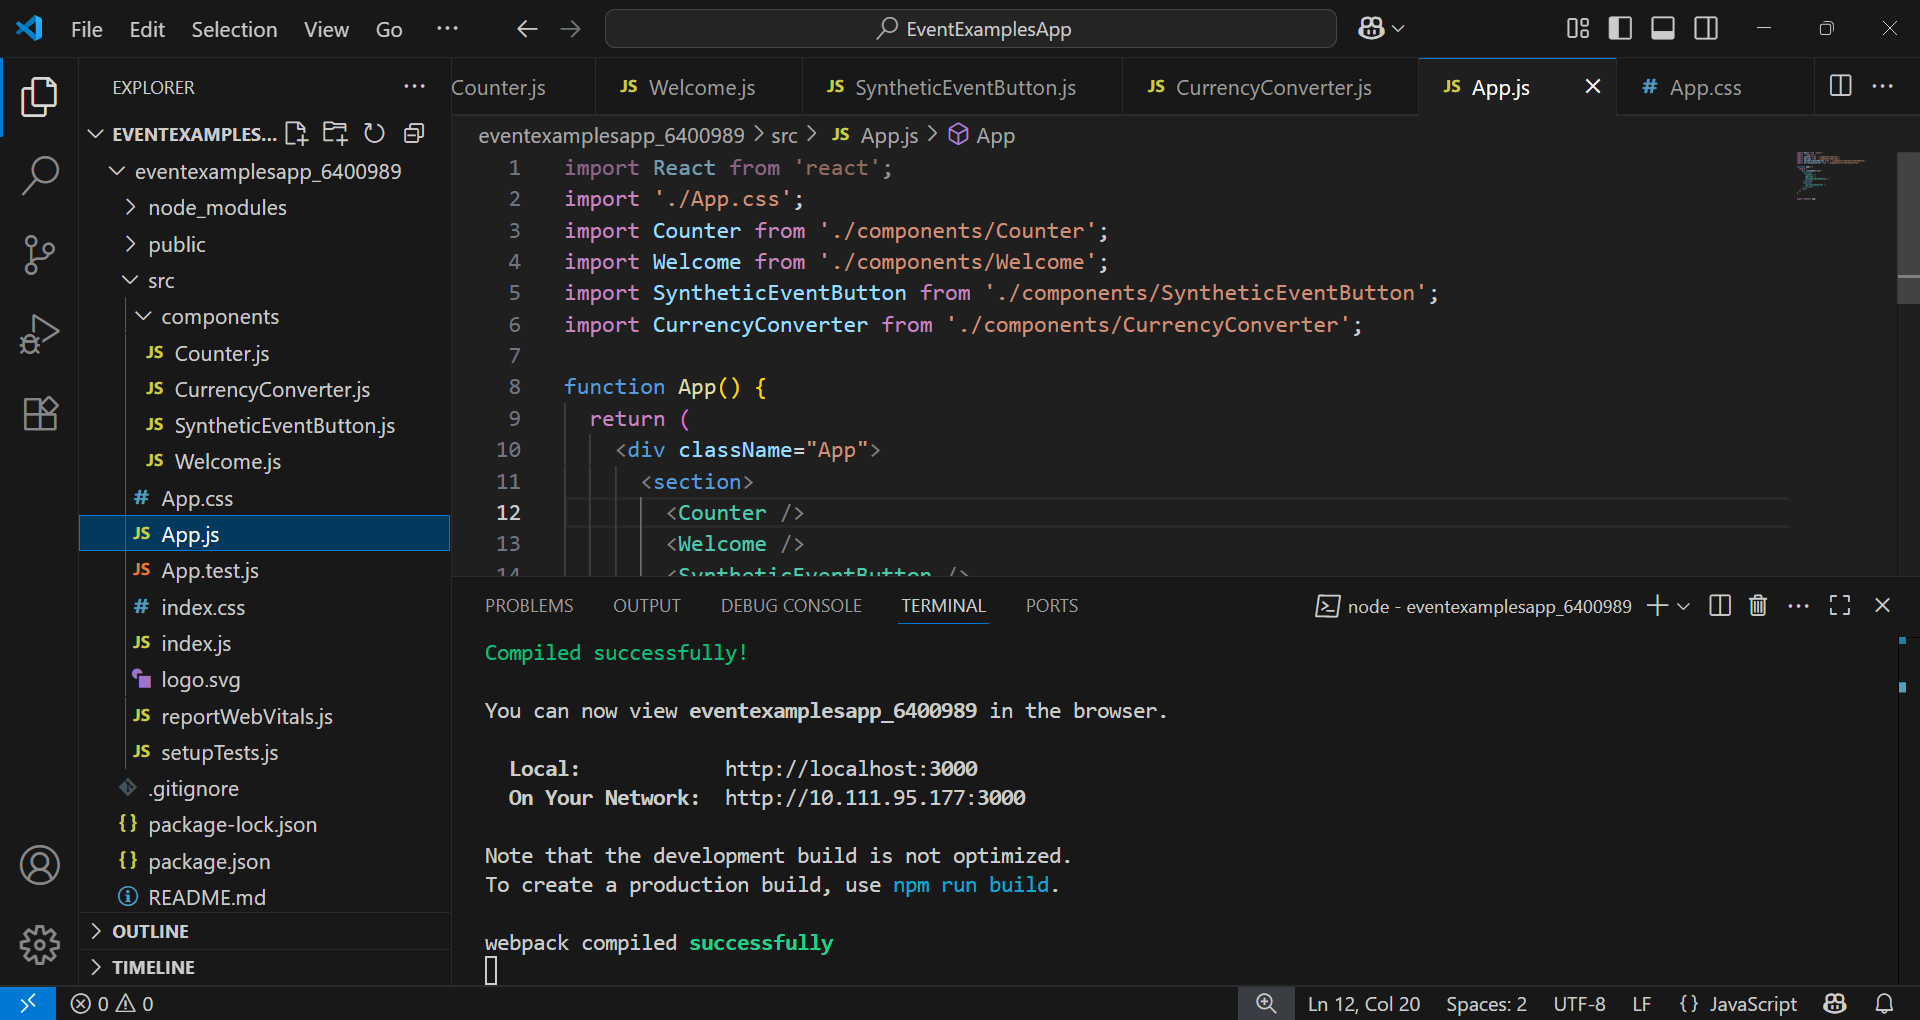 File Edit Selection View Go ··· EventExamplesApp
EXPLORER ···
EVENTEXAMPLES...
eventexamplesapp_6400989
node_modules
public
src
components
JS Counter.js
JS CurrencyConverter.js
JS SyntheticEventButton.js
JS Welcome.js
# App.css
JS App.js
JS App.test.js
# index.css
JS index.js
logo.svg
JS reportWebVitals.js
JS setupTests.js
.gitignore
{} package-lock.json
{} package.json
README.md
OUTLINE
TIMELINE
Counter.js JS Welcome.js JS SyntheticEventButton.js JS CurrencyConverter.js JS App.js # App.css ···
eventexamplesapp_6400989 > src > JS App.js > App
1 import React from 'react';
2 import './App.css';
3 import Counter from './components/Counter';
4 import Welcome from './components/Welcome';
5 import SyntheticEventButton from './components/SyntheticEventButton';
6 import CurrencyConverter from './components/CurrencyConverter';
7
8 function App() {
9 return (
10 <div className="App">
11 <section>
12 <Counter />
13 <Welcome />
14 <SyntheticEventButton />
PROBLEMS OUTPUT DEBUG CONSOLE TERMINAL PORTS node - eventexamplesapp_6400989 ···
Compiled successfully!
You can now view eventexamplesapp_6400989 in the browser.
Local: http://localhost:3000
On Your Network: http://10.111.95.177:3000
Note that the development build is not optimized.
To create a production build, use npm run build.
webpack compiled successfully
0 0 Ln 12, Col 20 Spaces: 2 UTF-8 LF {} JavaScript